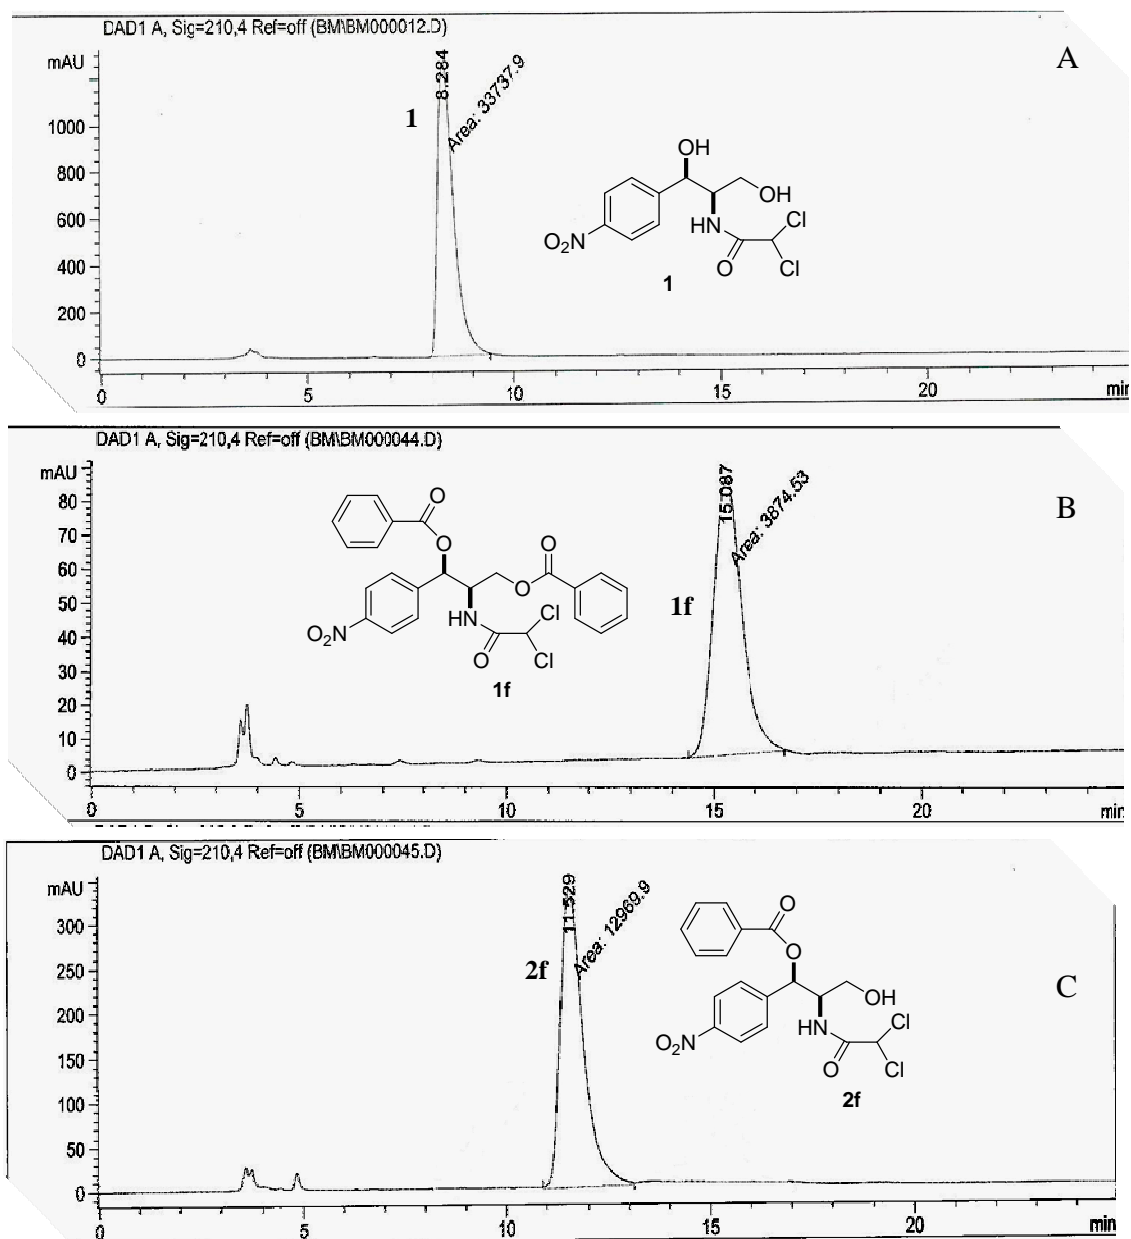 DAD1 A, Sig=210,4 Ref=off (BM\BM000012.D)
A
mAU
8.284
Area: 33737.9
1
1000
800
600
400
200
0
OH
OH
HN
Cl
O2N
O
Cl
1
0 5 10 15 20 min
DAD1 A, Sig=210,4 Ref=off (BM\BM000044.D)
B
mAU
15.087
Area: 3874.53
80
70
60
50
40
30
20
10
0
O
O
O
O
HN
Cl
O2N
O
Cl
1f
1f
0 5 10 15 20 min
DAD1 A, Sig=210,4 Ref=off (BM\BM000045.D)
C
mAU
11.529
Area: 12969.9
2f
300
250
200
150
100
50
0
O
O
OH
HN
Cl
O2N
O
Cl
2f
0 5 10 15 20 min